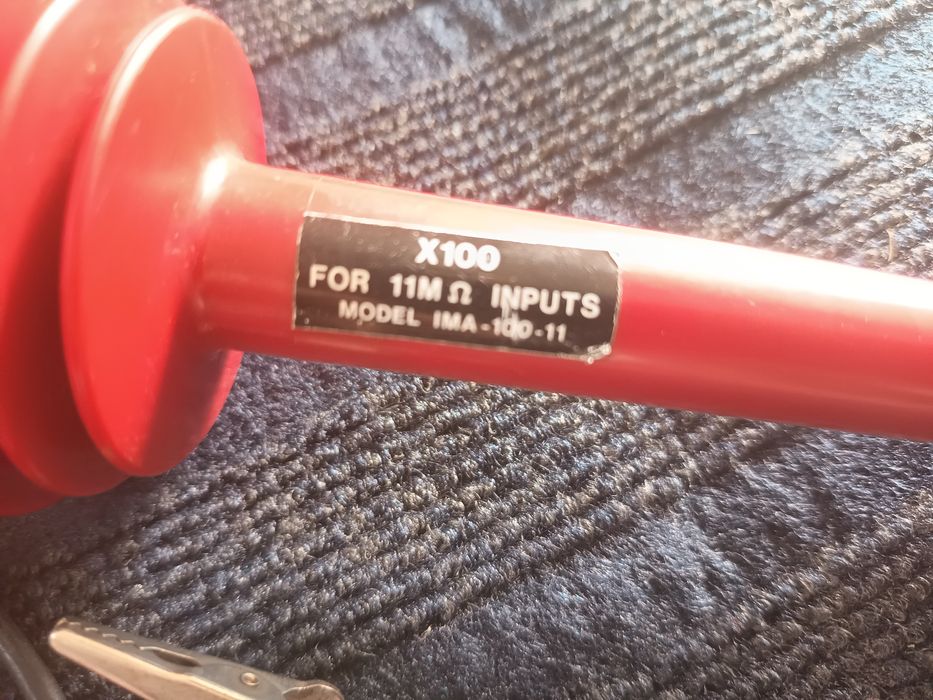 X100
FOR 11M Ω INPUTS
MODEL IMA-100-11